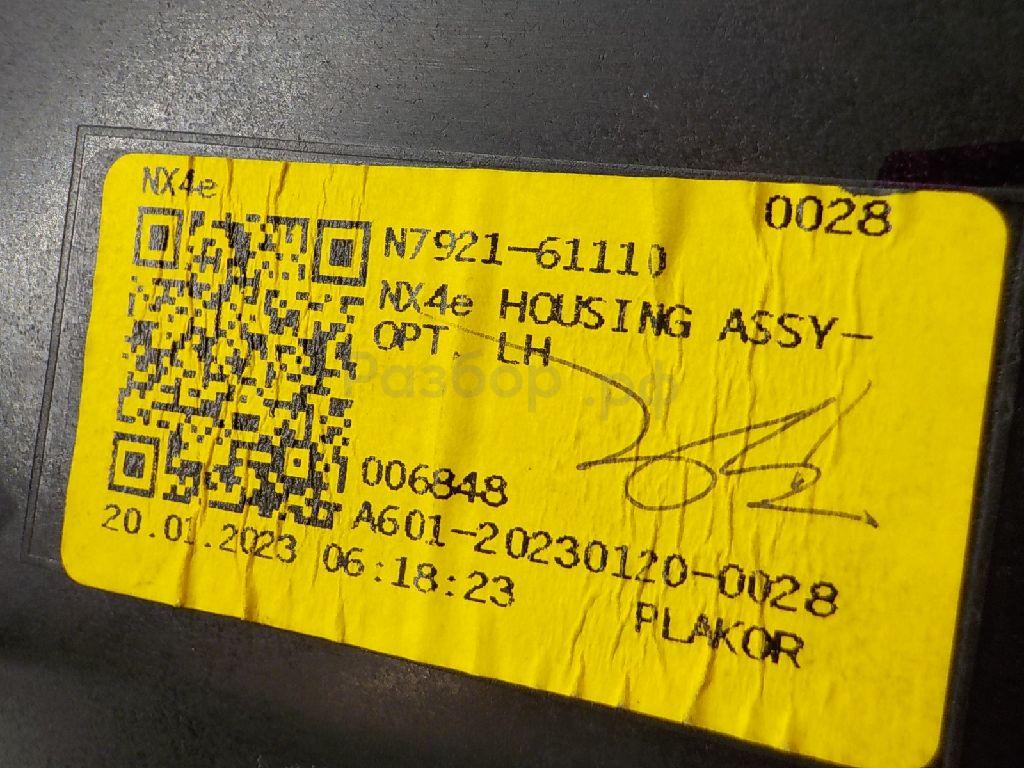 NX4e
0028
N7921-61110
NX4e HOUSING ASSY-
OPT. LH
Разбор.рф
006848
A601-20230120-0028
20.01.2023 06:18:23
PLAKOR